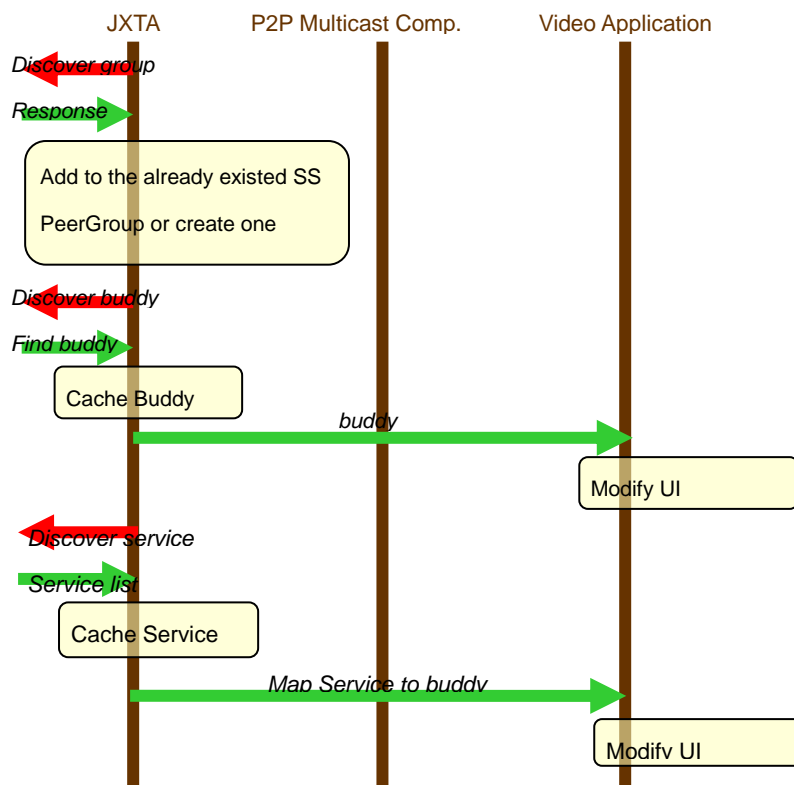 JXTA
P2P Multicast Comp.
Video Application
Discover group
Response
Add to the already existed SS
PeerGroup or create one
Discover buddy
Find buddy
Cache Buddy
buddy
Modify UI
Discover service
Service list
Cache Service
Map Service to buddy
Modify UI